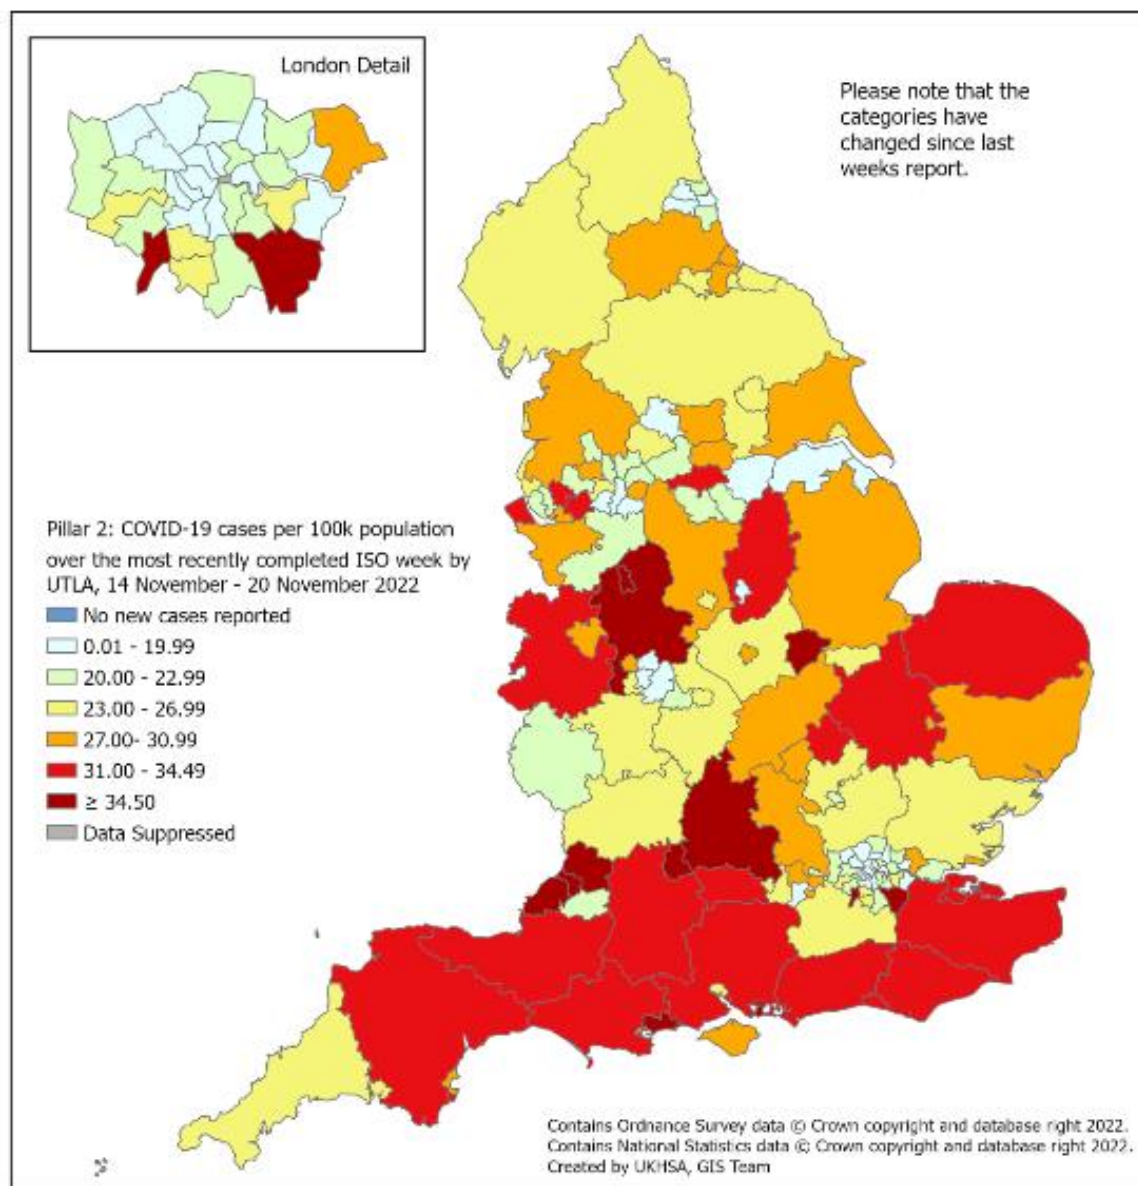 London Detail
Please note that the
categories have
changed since last
weeks report.
Pillar 2: COVID-19 cases per 100k population
over the most recently completed ISO week by
UTLA, 14 November - 20 November 2022
No new cases reported
0.01 - 19.99
20.00 - 22.99
23.00 - 26.99
27.00- 30.99
31.00 - 34.49
≥ 34.50
Data Suppressed
Contains Ordnance Survey data © Crown copyright and database right 2022.
Contains National Statistics data © Crown copyright and database right 2022.
Created by UKHSA, GIS Team